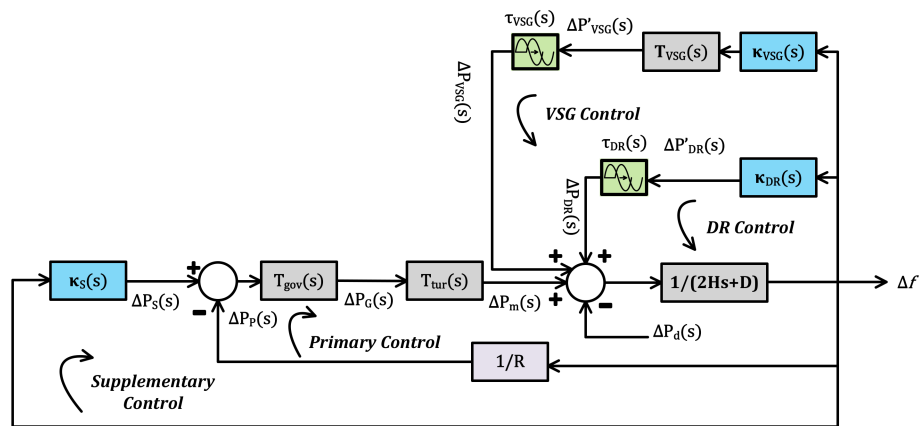 τVSG(s)
ΔP'VSG(s)
TVSG(s)
κVSG(s)
ΔPVSG(s)
VSG Control
τDR(s)
ΔP'DR(s)
κDR(s)
ΔPDR(s)
DR Control
κS(s)
ΔPS(s)
+
−
Tgov(s)
ΔPG(s)
Ttur(s)
ΔPm(s)
+
+
+
−
1/(2Hs+D)
Δf
ΔPP(s)
ΔPd(s)
Primary Control
1/R
Supplementary
Control